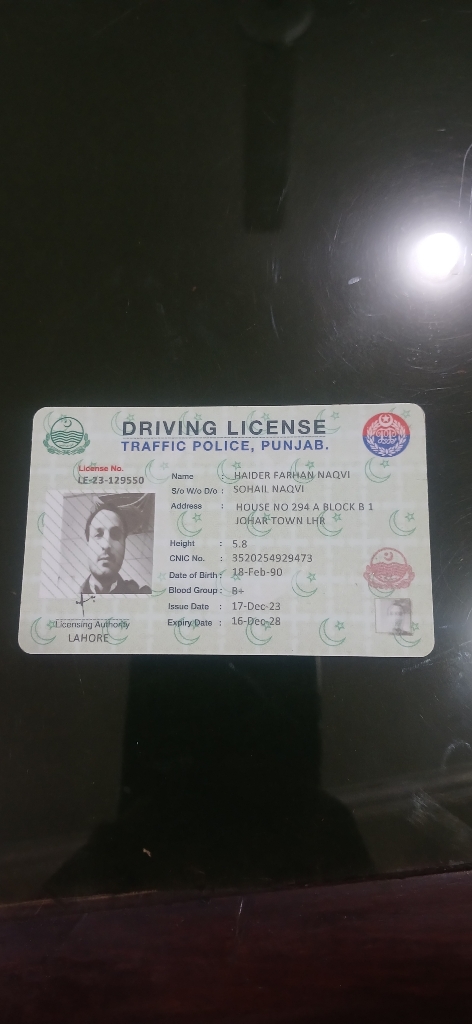 DRIVING LICENSE
TRAFFIC POLICE, PUNJAB.
License No.
LE-23-129550
Name : HAIDER FARHAN NAQVI
S/o W/o D/o : SOHAIL NAQVI
Address : HOUSE NO 294 A BLOCK B 1
JOHAR TOWN LHR
Height : 5.8
CNIC No. : 3520254929473
Date of Birth : 18-Feb-90
Blood Group : B+
Issue Date : 17-Dec-23
Expiry Date : 16-Dec-28
Licensing Authority
LAHORE